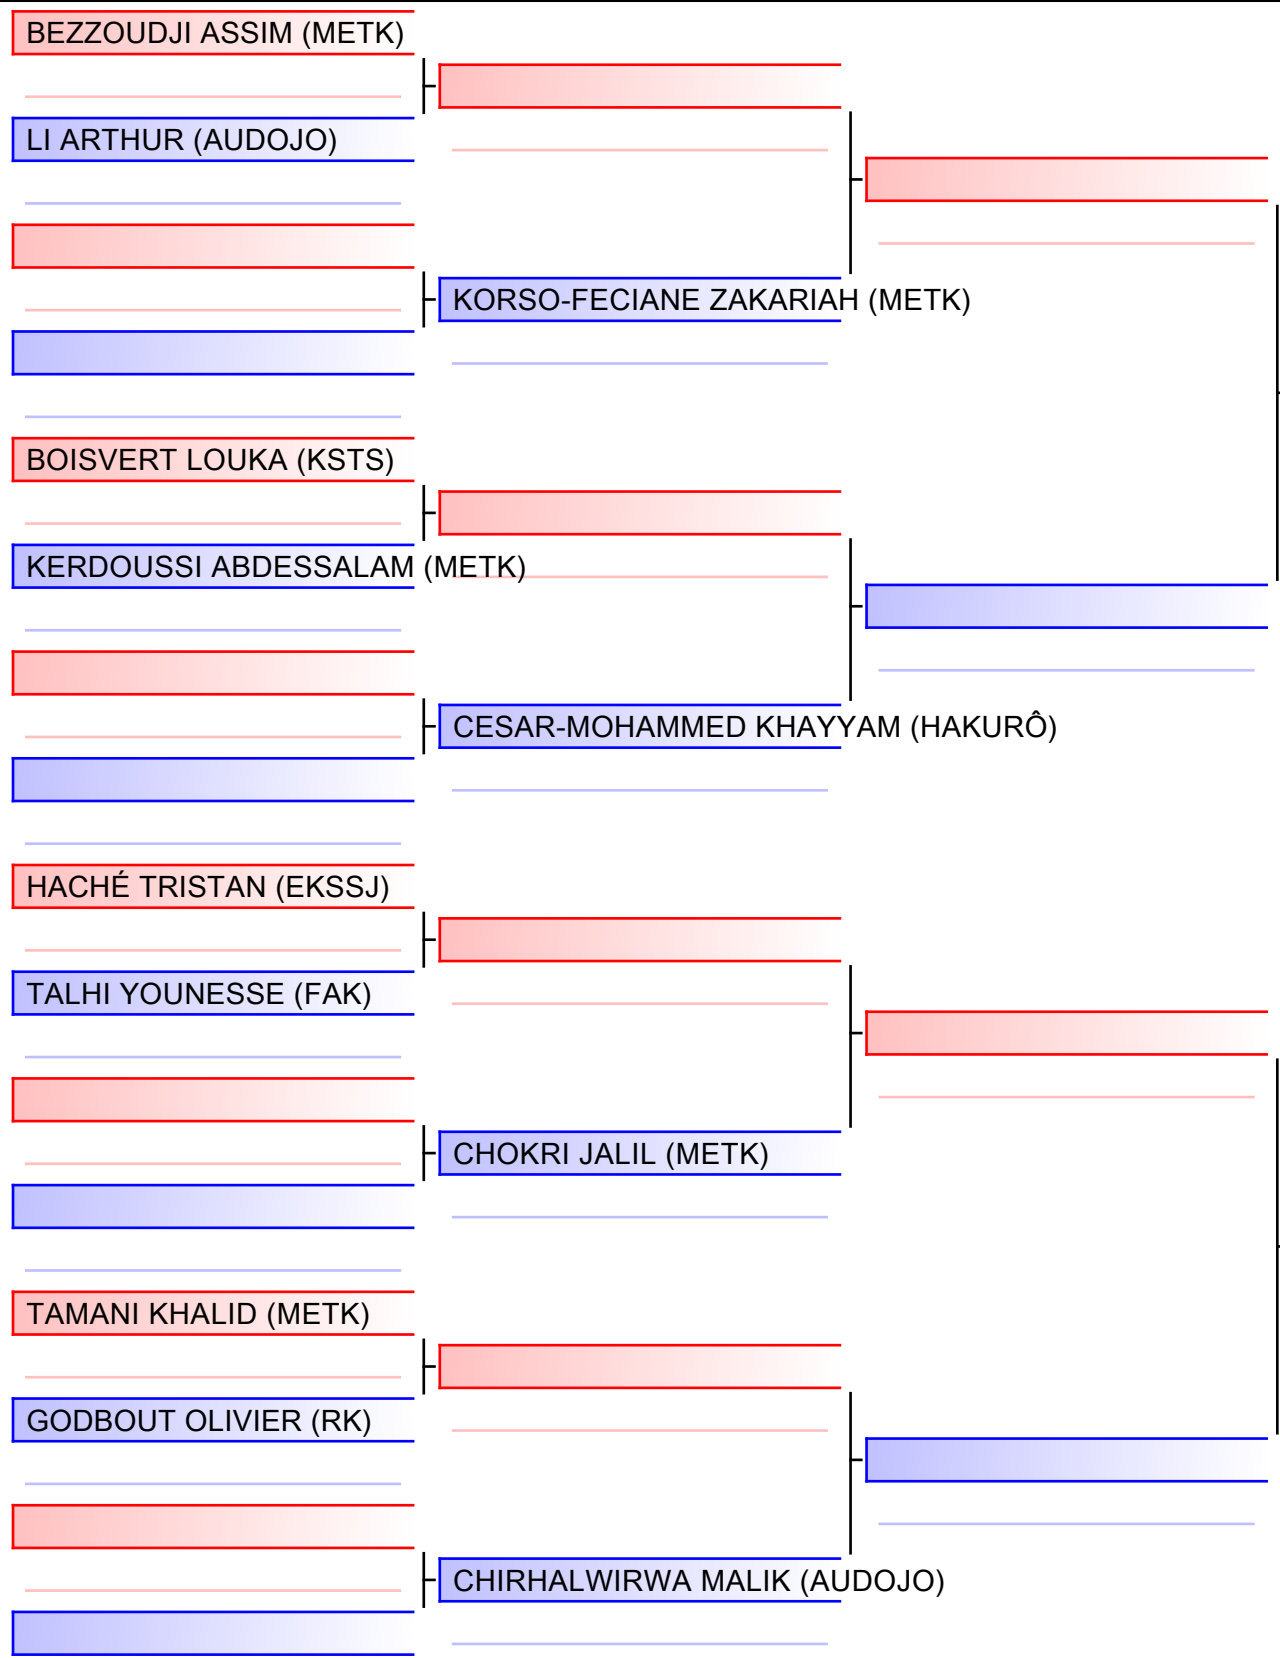 BEZZOUDJI ASSIM (METK)
LI ARTHUR (AUDOJO)
KORSO-FECIANE ZAKARIAH (METK)
BOISVERT LOUKA (KSTS)
KERDOUSSI ABDESSALAM (METK)
CESAR-MOHAMMED KHAYYAM (HAKURÔ)
HACHÉ TRISTAN (EKSSJ)
TALHI YOUNESSE (FAK)
CHOKRI JALIL (METK)
TAMANI KHALID (METK)
GODBOUT OLIVIER (RK)
CHIRHALWIRWA MALIK (AUDOJO)